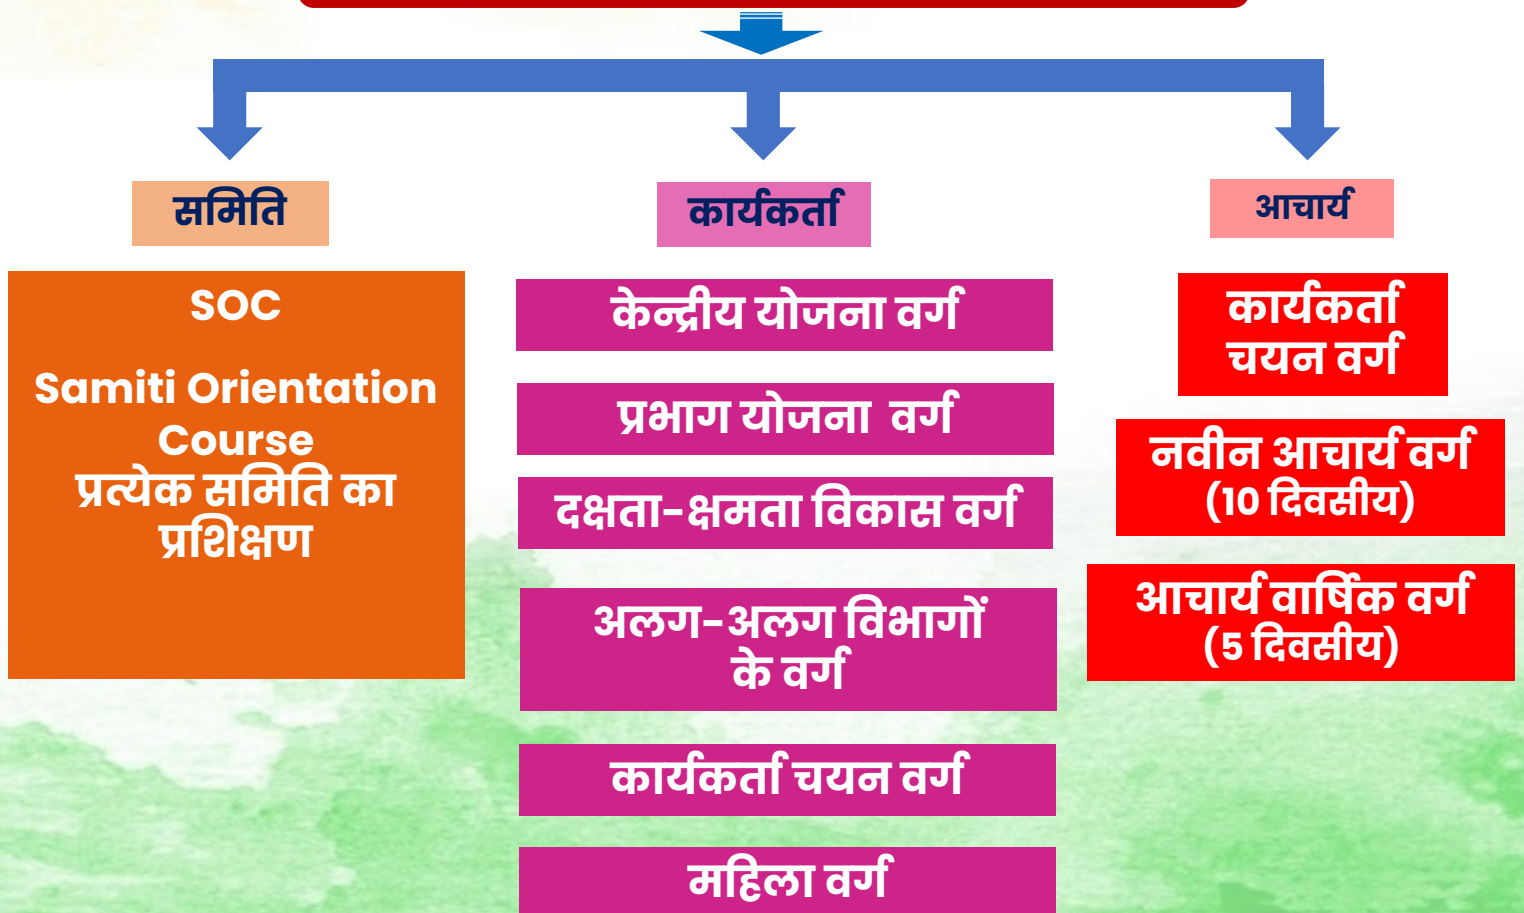 समिति
SOC
Samiti Orientation
Course
प्रत्येक समिति का
प्रशिक्षण
कार्यकर्ता
केन्द्रीय योजना वर्ग
प्रभाग योजना वर्ग
दक्षता-क्षमता विकास वर्ग
अलग-अलग विभागों
के वर्ग
कार्यकर्ता चयन वर्ग
महिला वर्ग
आचार्य
कार्यकर्ता
चयन वर्ग
नवीन आचार्य वर्ग
(10 दिवसीय)
आचार्य वार्षिक वर्ग
(5 दिवसीय)